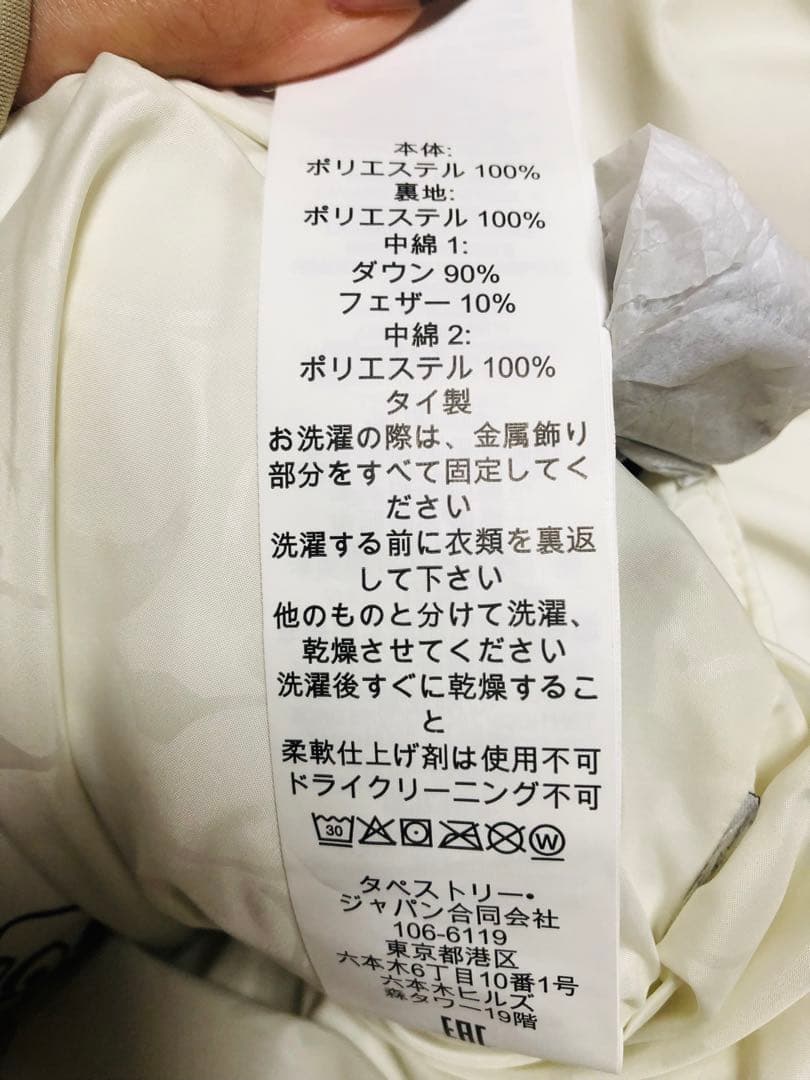 本体:
ポリエステル 100%
裏地:
ポリエステル 100%
中綿 1:
ダウン 90%
フェザー 10%
中綿 2:
ポリエステル 100%
タイ製
お洗濯の際は、金属飾り
部分をすべて固定してく
ださい
洗濯する前に衣類を裏返
して下さい
他のものと分けて洗濯、
乾燥させてください
洗濯後すぐに乾燥するこ
と
柔軟仕上げ剤は使用不可
ドライクリーニング不可
30 W
タペストリー・
ジャパン合同会社
106-6119
東京都港区
六本木6丁目10番1号
六本木ヒルズ
森タワー19階
EAC